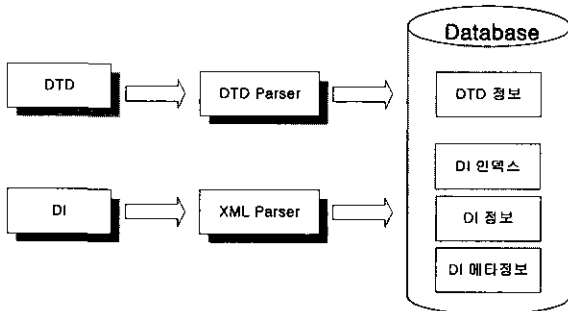 Database
DTD
DTD Parser
DTD 정보
DI 인덱스
DI
XML Parser
DI 정보
DI 메타정보